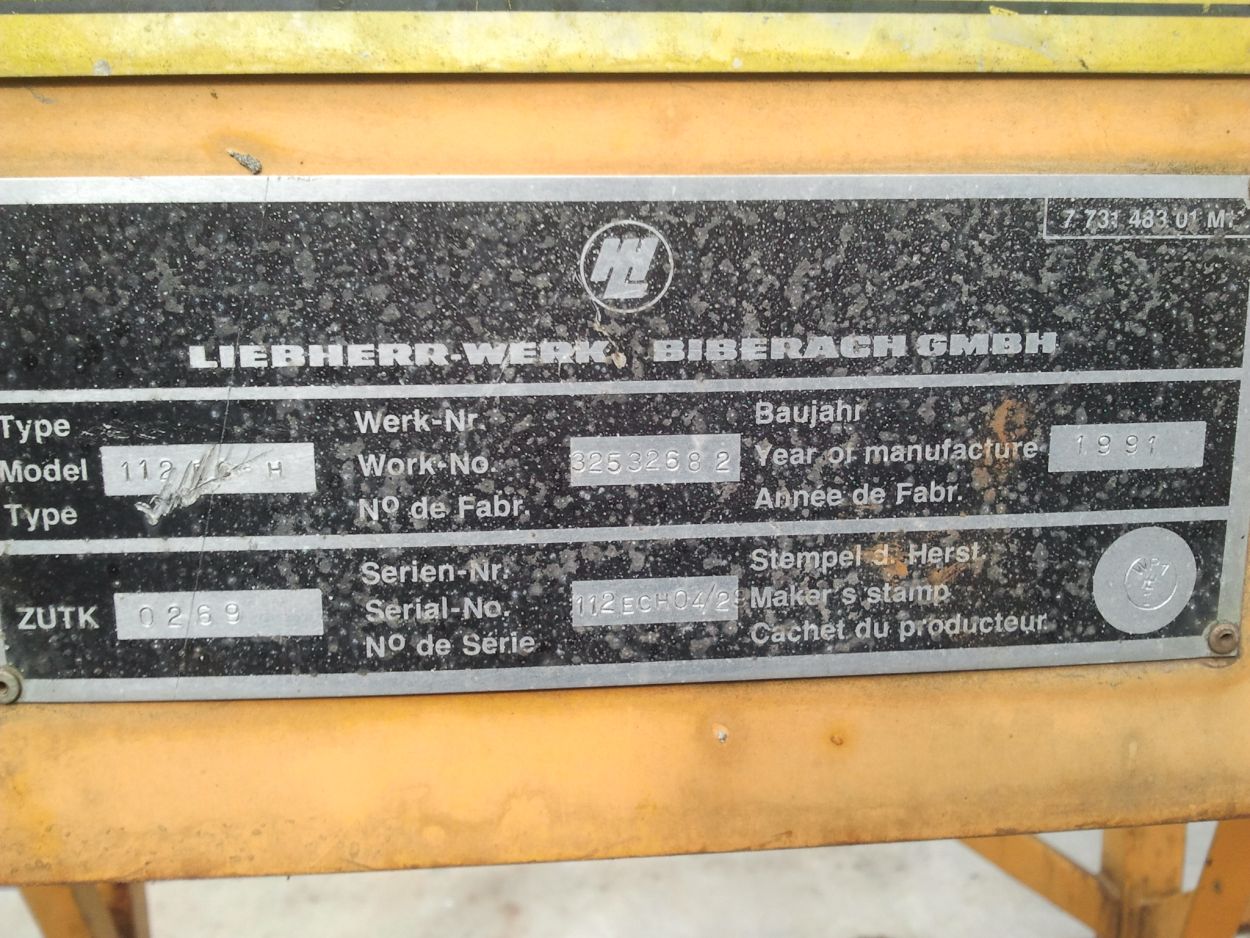 7 731 483 01 M
LIEBHERR-WERK BIBERACH GMBH
Type
Model
Type
H
Werk-Nr.
Work-No.
Nº de Fabr.
32532682
Baujahr
Year of manufacture
Année de Fabr.
1991
ZUTK
0269
Serien-Nr.
Serial-No.
Nº de Série
112ECH04/29
Stempel d. Herst.
Maker's stamp
Cachet du producteur